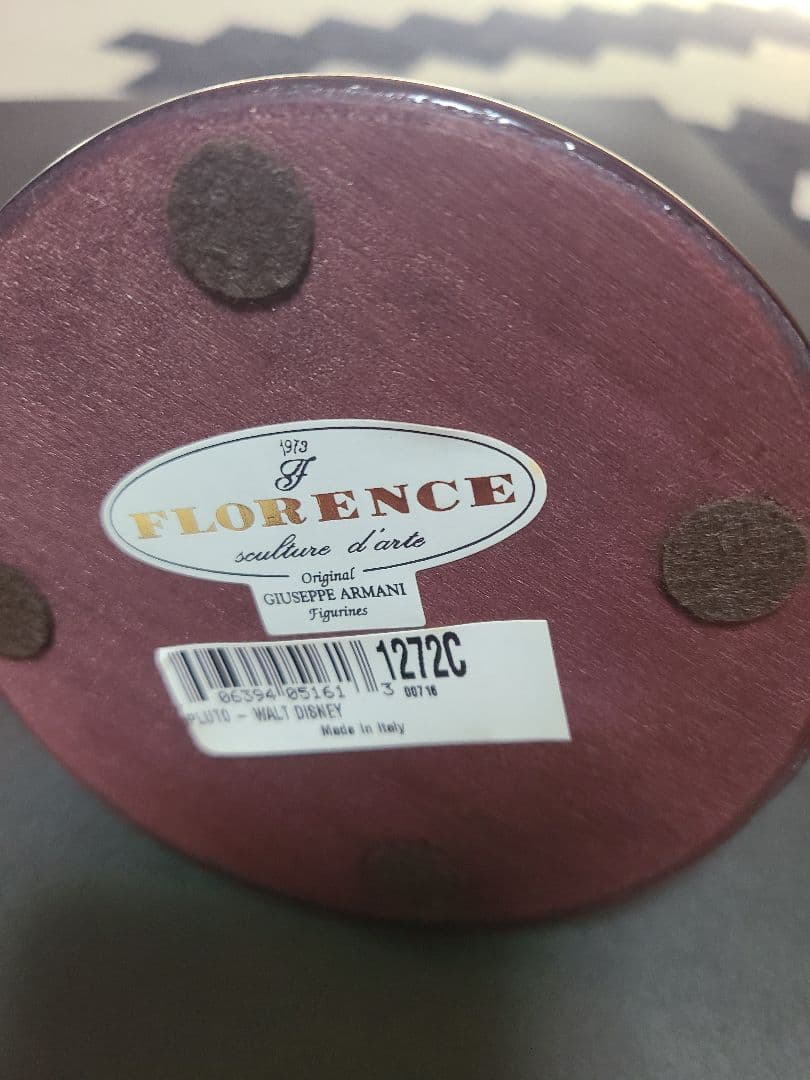 1973
FLORENCE
sculture d'arte
Original
GIUSEPPE ARMANI
Figurines
1272C
06394 05161 3 00716
PLUTO - WALT DISNEY
Made in Italy